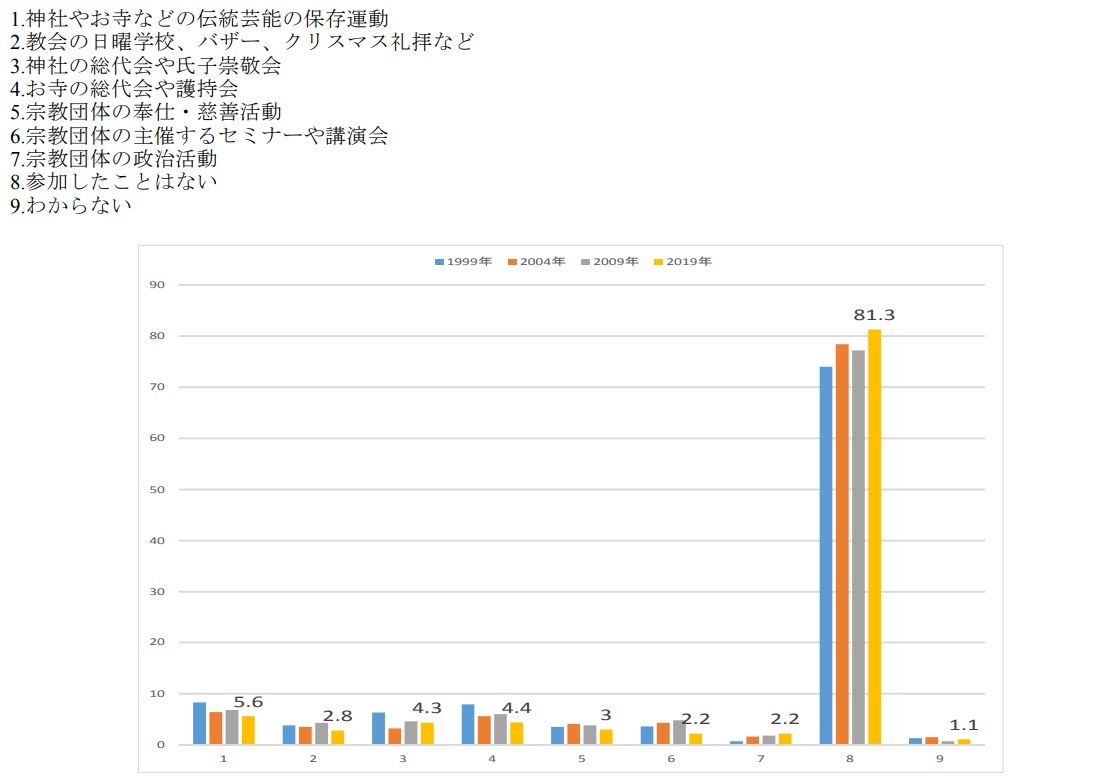 1.神社やお寺などの伝統芸能の保存運動
2.教会の日曜学校、バザー、クリスマス礼拝など
3.神社の総代会や氏子崇敬会
4.お寺の総代会や護持会
5.宗教団体の奉仕・慈善活動
6.宗教団体の主催するセミナーや講演会
7.宗教団体の政治活動
8.参加したことはない
9.わからない
1999年 2004年 2009年 2019年
90
80
70
60
50
40
30
20
10
0
81.3
5.6 2.8 4.3 4.4 3 2.2 2.2 1.1
1 2 3 4 5 6 7 8 9